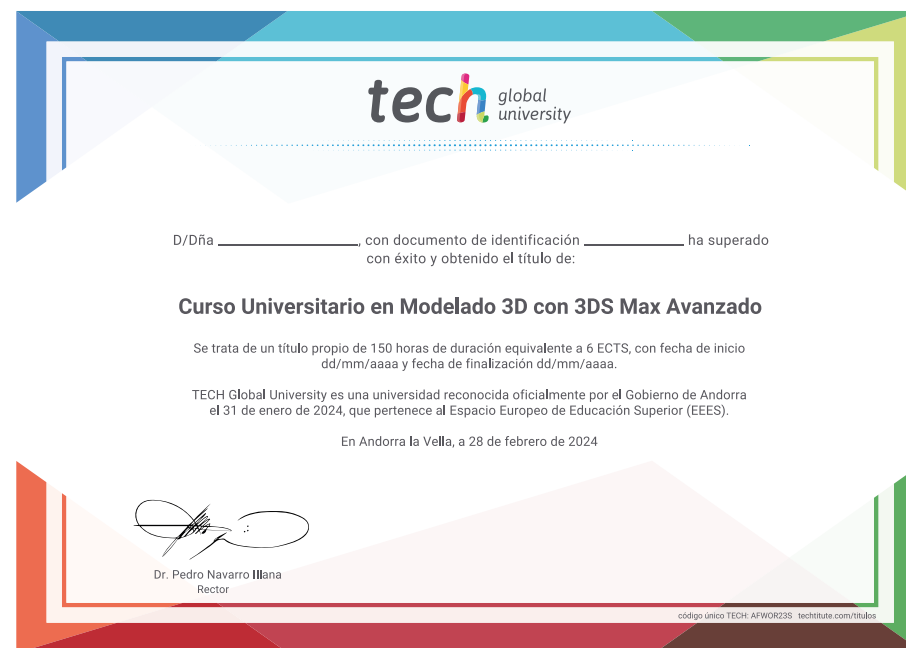 tech global university
D/Dña ____________________, con documento de identificación ______________ ha superado
con éxito y obtenido el título de:
Curso Universitario en Modelado 3D con 3DS Max Avanzado
Se trata de un título propio de 150 horas de duración equivalente a 6 ECTS, con fecha de inicio
dd/mm/aaaa y fecha de finalización dd/mm/aaaa.
TECH Global University es una universidad reconocida oficialmente por el Gobierno de Andorra
el 31 de enero de 2024, que pertenece al Espacio Europeo de Educación Superior (EEES).
En Andorra la Vella, a 28 de febrero de 2024
Dr. Pedro Navarro Illana
Rector
código único TECH: AFWOR23S techtitute.com/titulos